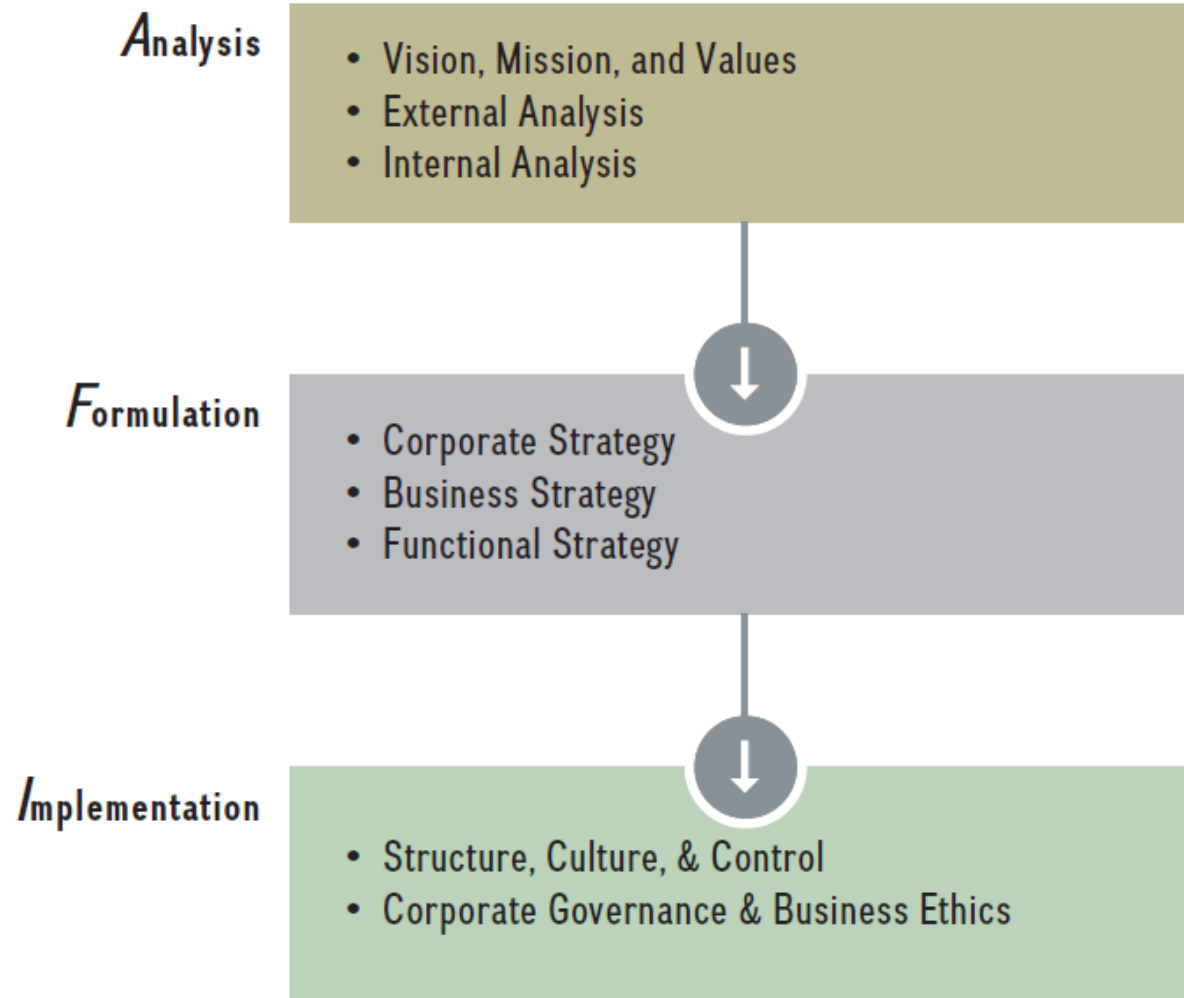 Analysis
• Vision, Mission, and Values
• External Analysis
• Internal Analysis
Formulation
• Corporate Strategy
• Business Strategy
• Functional Strategy
Implementation
• Structure, Culture, & Control
• Corporate Governance & Business Ethics